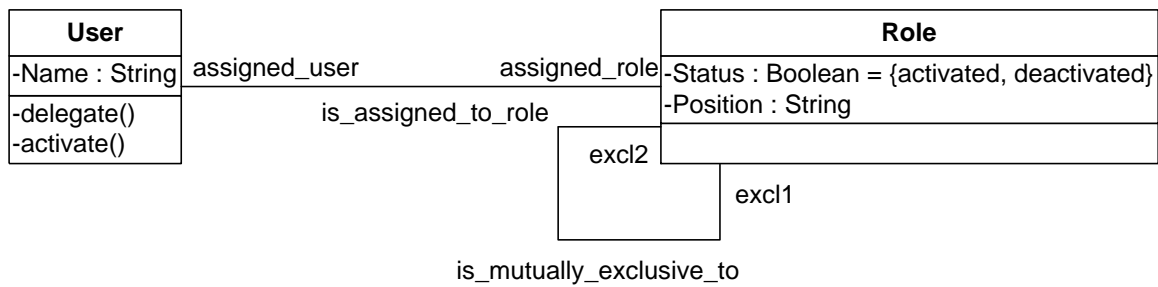 User
-Name : String
-delegate()
-activate()
assigned_user
assigned_role
is_assigned_to_role
Role
-Status : Boolean = {activated, deactivated}
-Position : String
excl2
excl1
is_mutually_exclusive_to